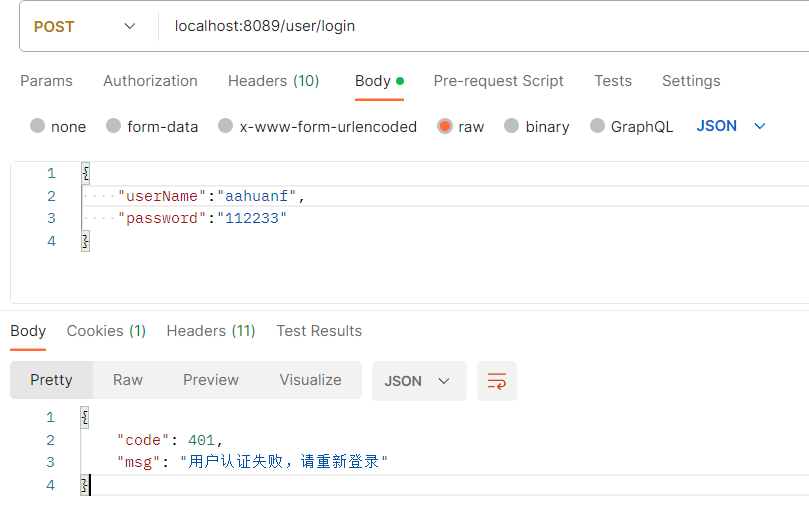 POST localhost:8089/user/login
Params Authorization Headers (10) Body Pre-request Script Tests Settings
none form-data x-www-form-urlencoded raw binary GraphQL JSON
1 {
2 "userName":"aahuanf",
3 "password":"112233"
4 }
Body Cookies (1) Headers (11) Test Results
Pretty Raw Preview Visualize JSON
1 {
2 "code": 401,
3 "msg": "用户认证失败，请重新登录"
4 }